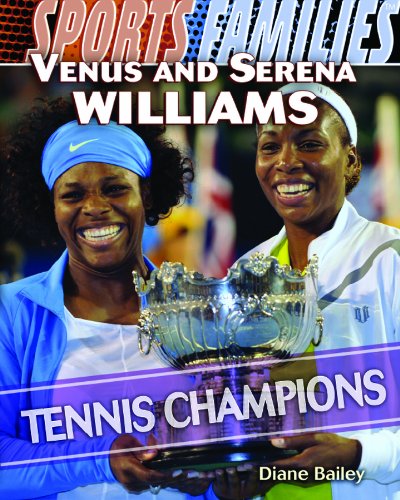 SPORTS FAMILIES
VENUS AND SERENA
WILLIAMS
TENNIS CHAMPIONS
Diane Bailey